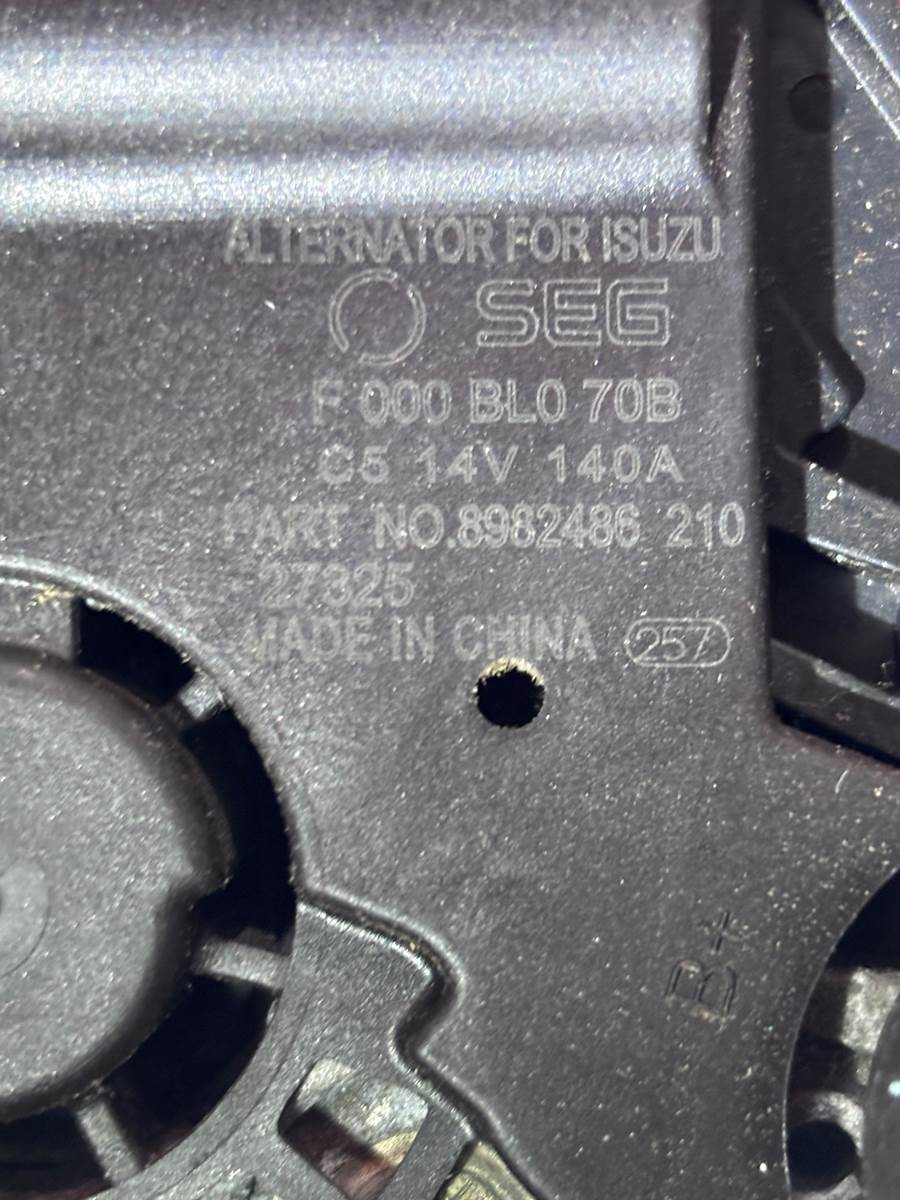 ALTERNATOR FOR ISUZU
SEG
F 000 BL0 70B
C5 14V 140A
PART NO.8982486 210
27325
MADE IN CHINA 257
B+